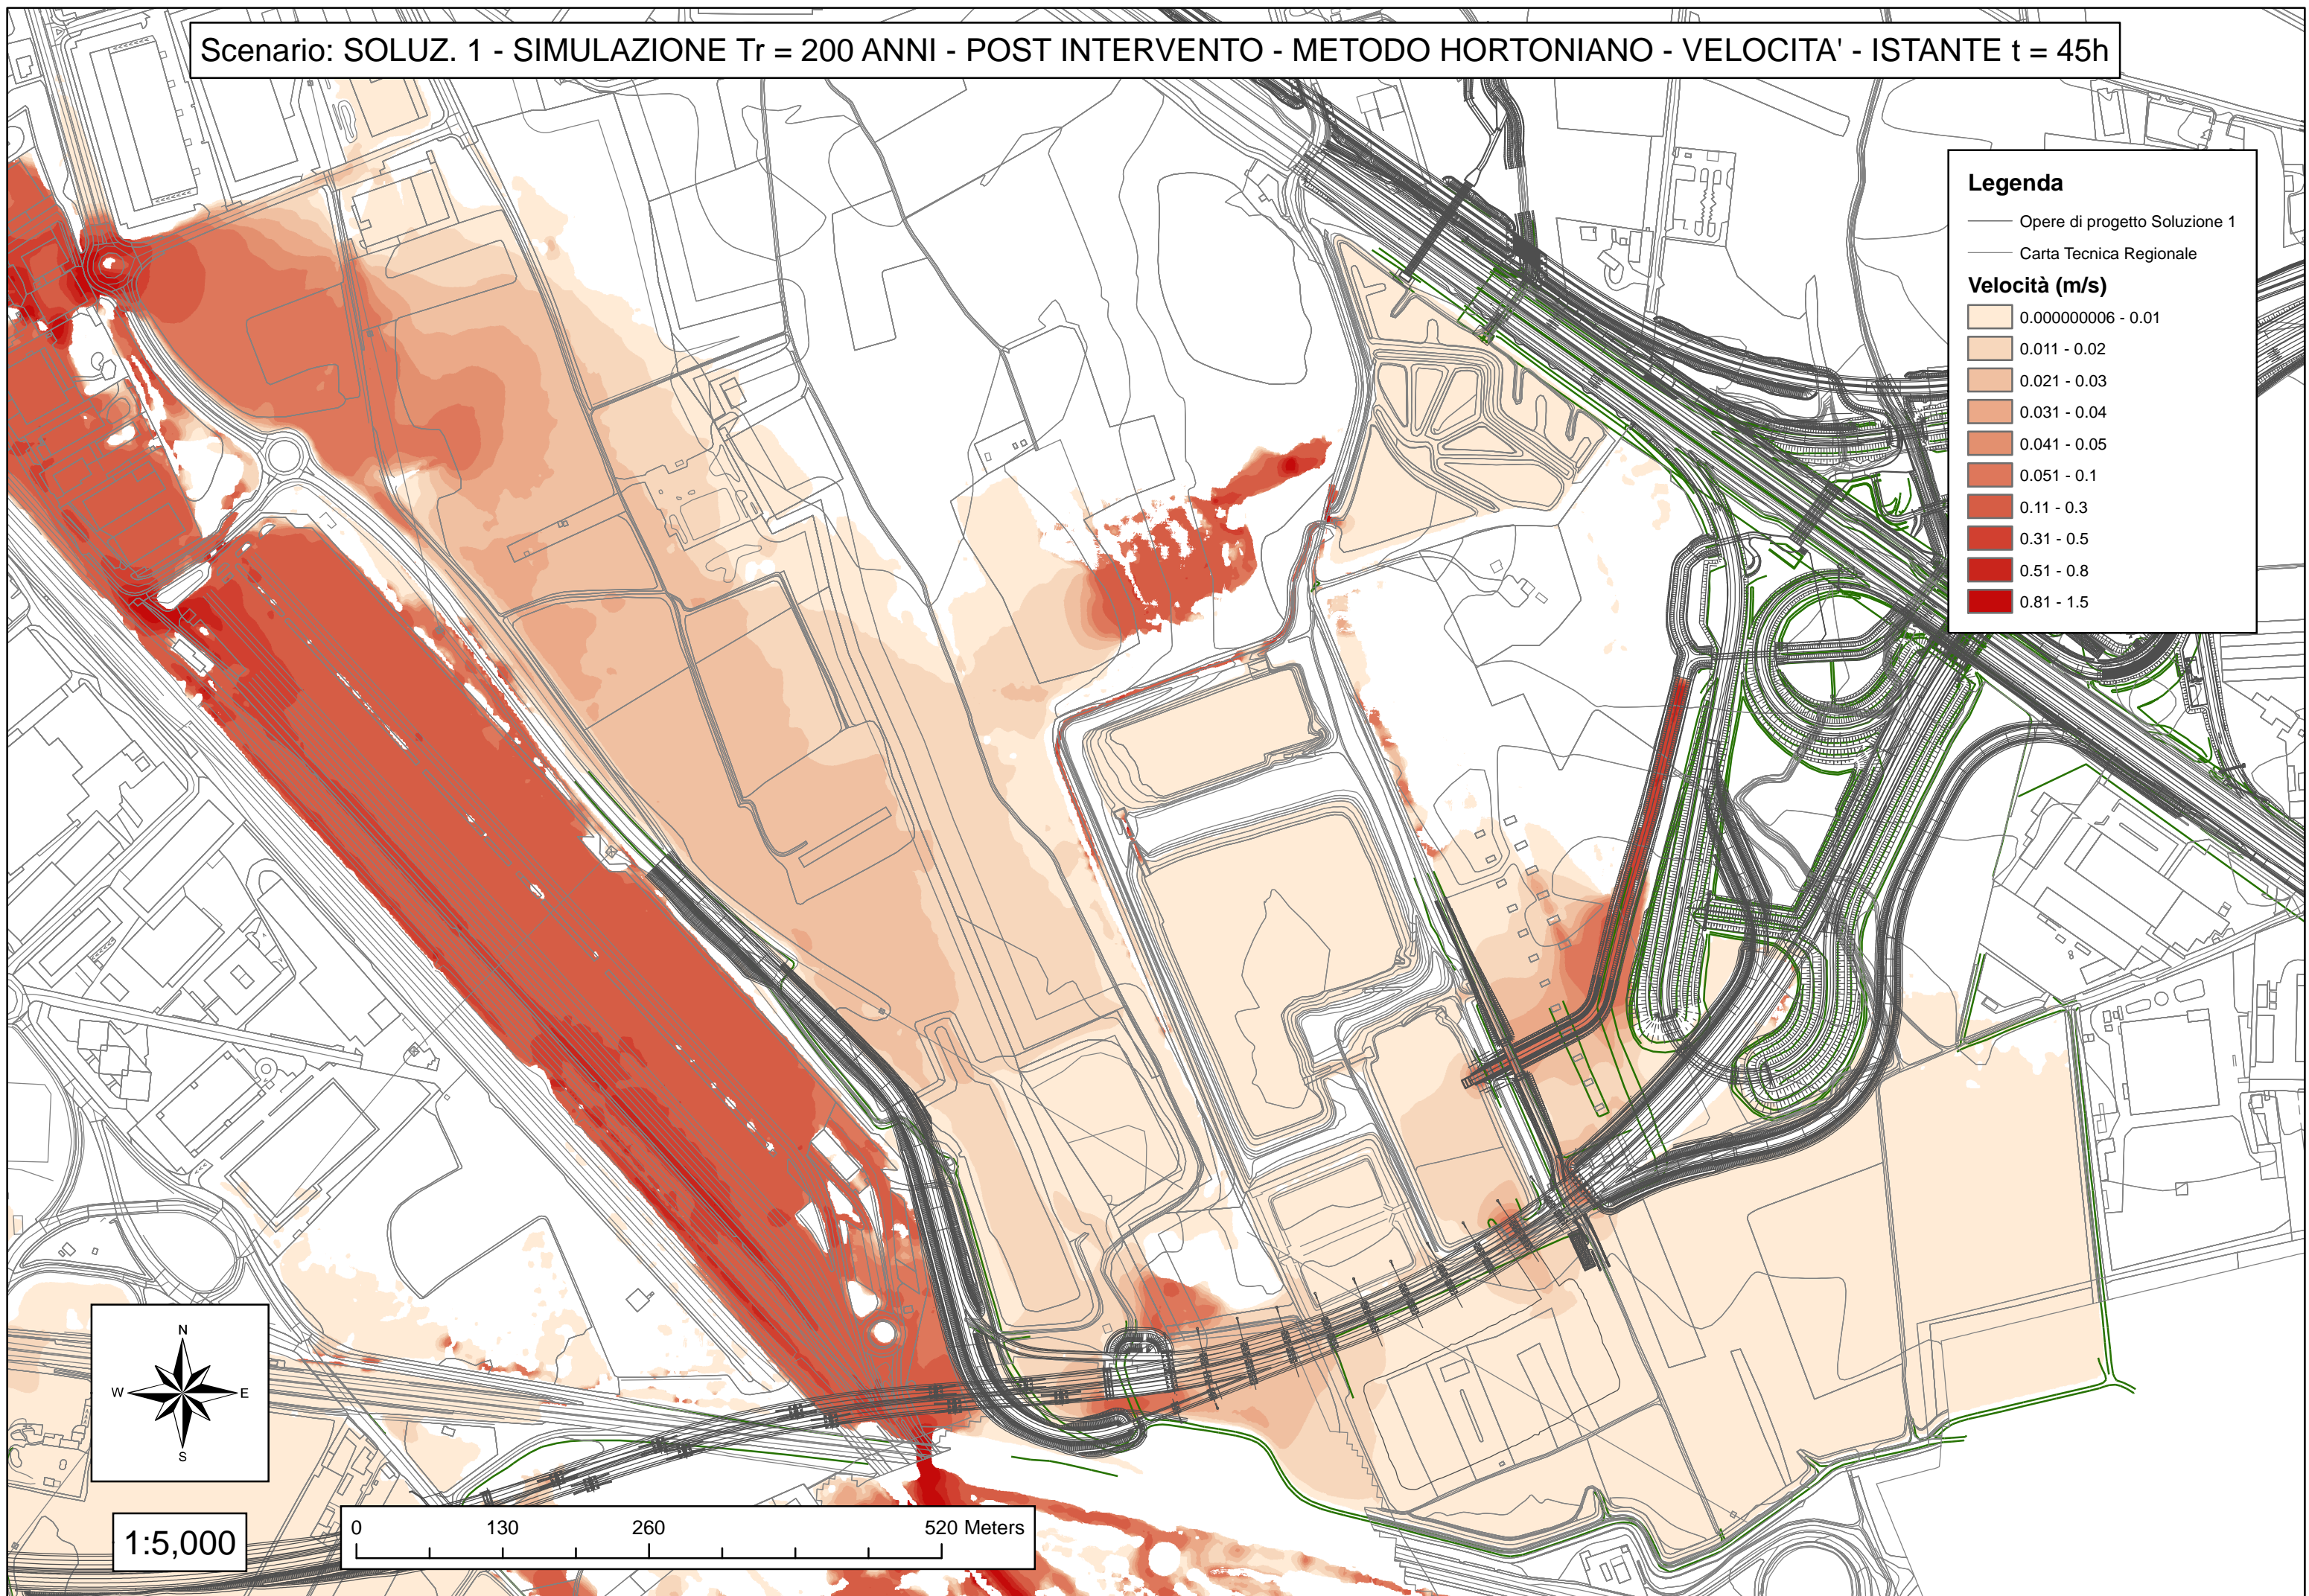 Scenario: SOLUZ. 1 - SIMULAZIONE Tr = 200 ANNI - POST INTERVENTO - METODO HORTONIANO - VELOCITA' - ISTANTE t = 45h
Legenda
Opere di progetto Soluzione 1
Carta Tecnica Regionale
Velocità (m/s)
0.000000006 - 0.01
0.011 - 0.02
0.021 - 0.03
0.031 - 0.04
0.041 - 0.05
0.051 - 0.1
0.11 - 0.3
0.31 - 0.5
0.51 - 0.8
0.81 - 1.5
N
W E
S
1:5,000
0 130 260 520 Meters